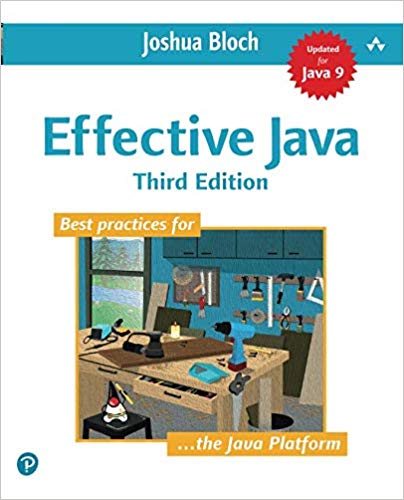 Joshua Bloch
Updated
for
Java 9
Effective Java
Third Edition
Best practices for
...the Java Platform
P